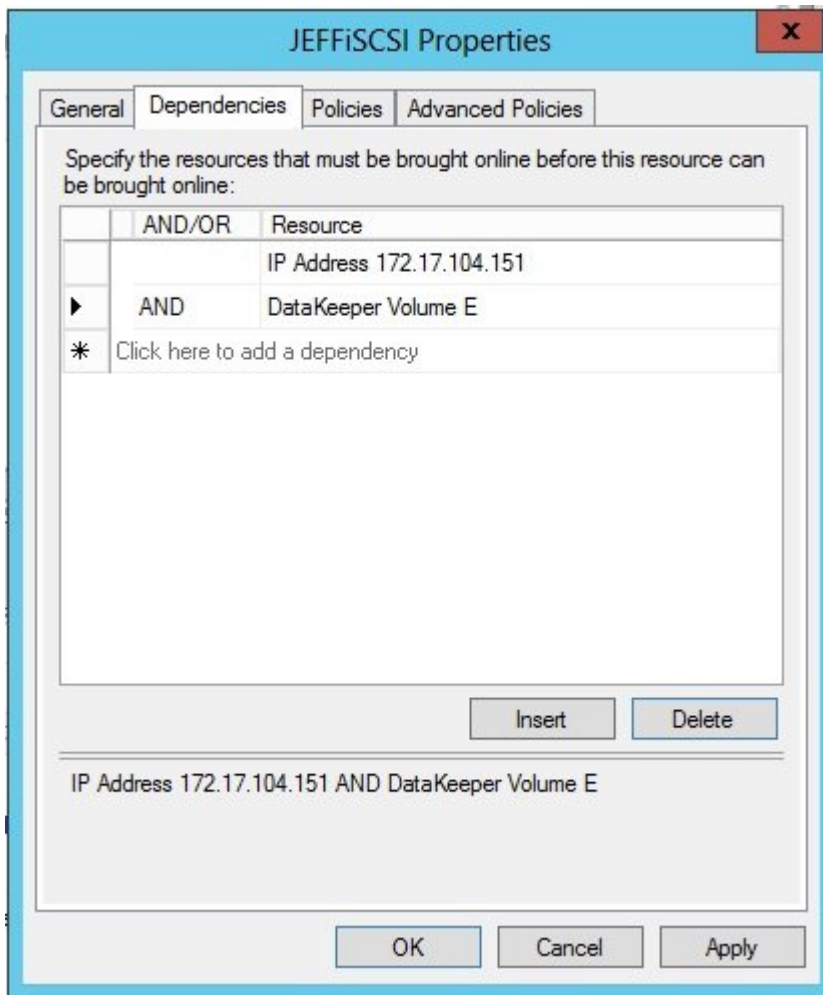 JEFFiSCSI Properties
x
General Dependencies Policies Advanced Policies
Specify the resources that must be brought online before this resource can
be brought online:
AND/OR Resource
IP Address 172.17.104.151
AND DataKeeper Volume E
Click here to add a dependency
Insert Delete
IP Address 172.17.104.151 AND DataKeeper Volume E
OK Cancel Apply